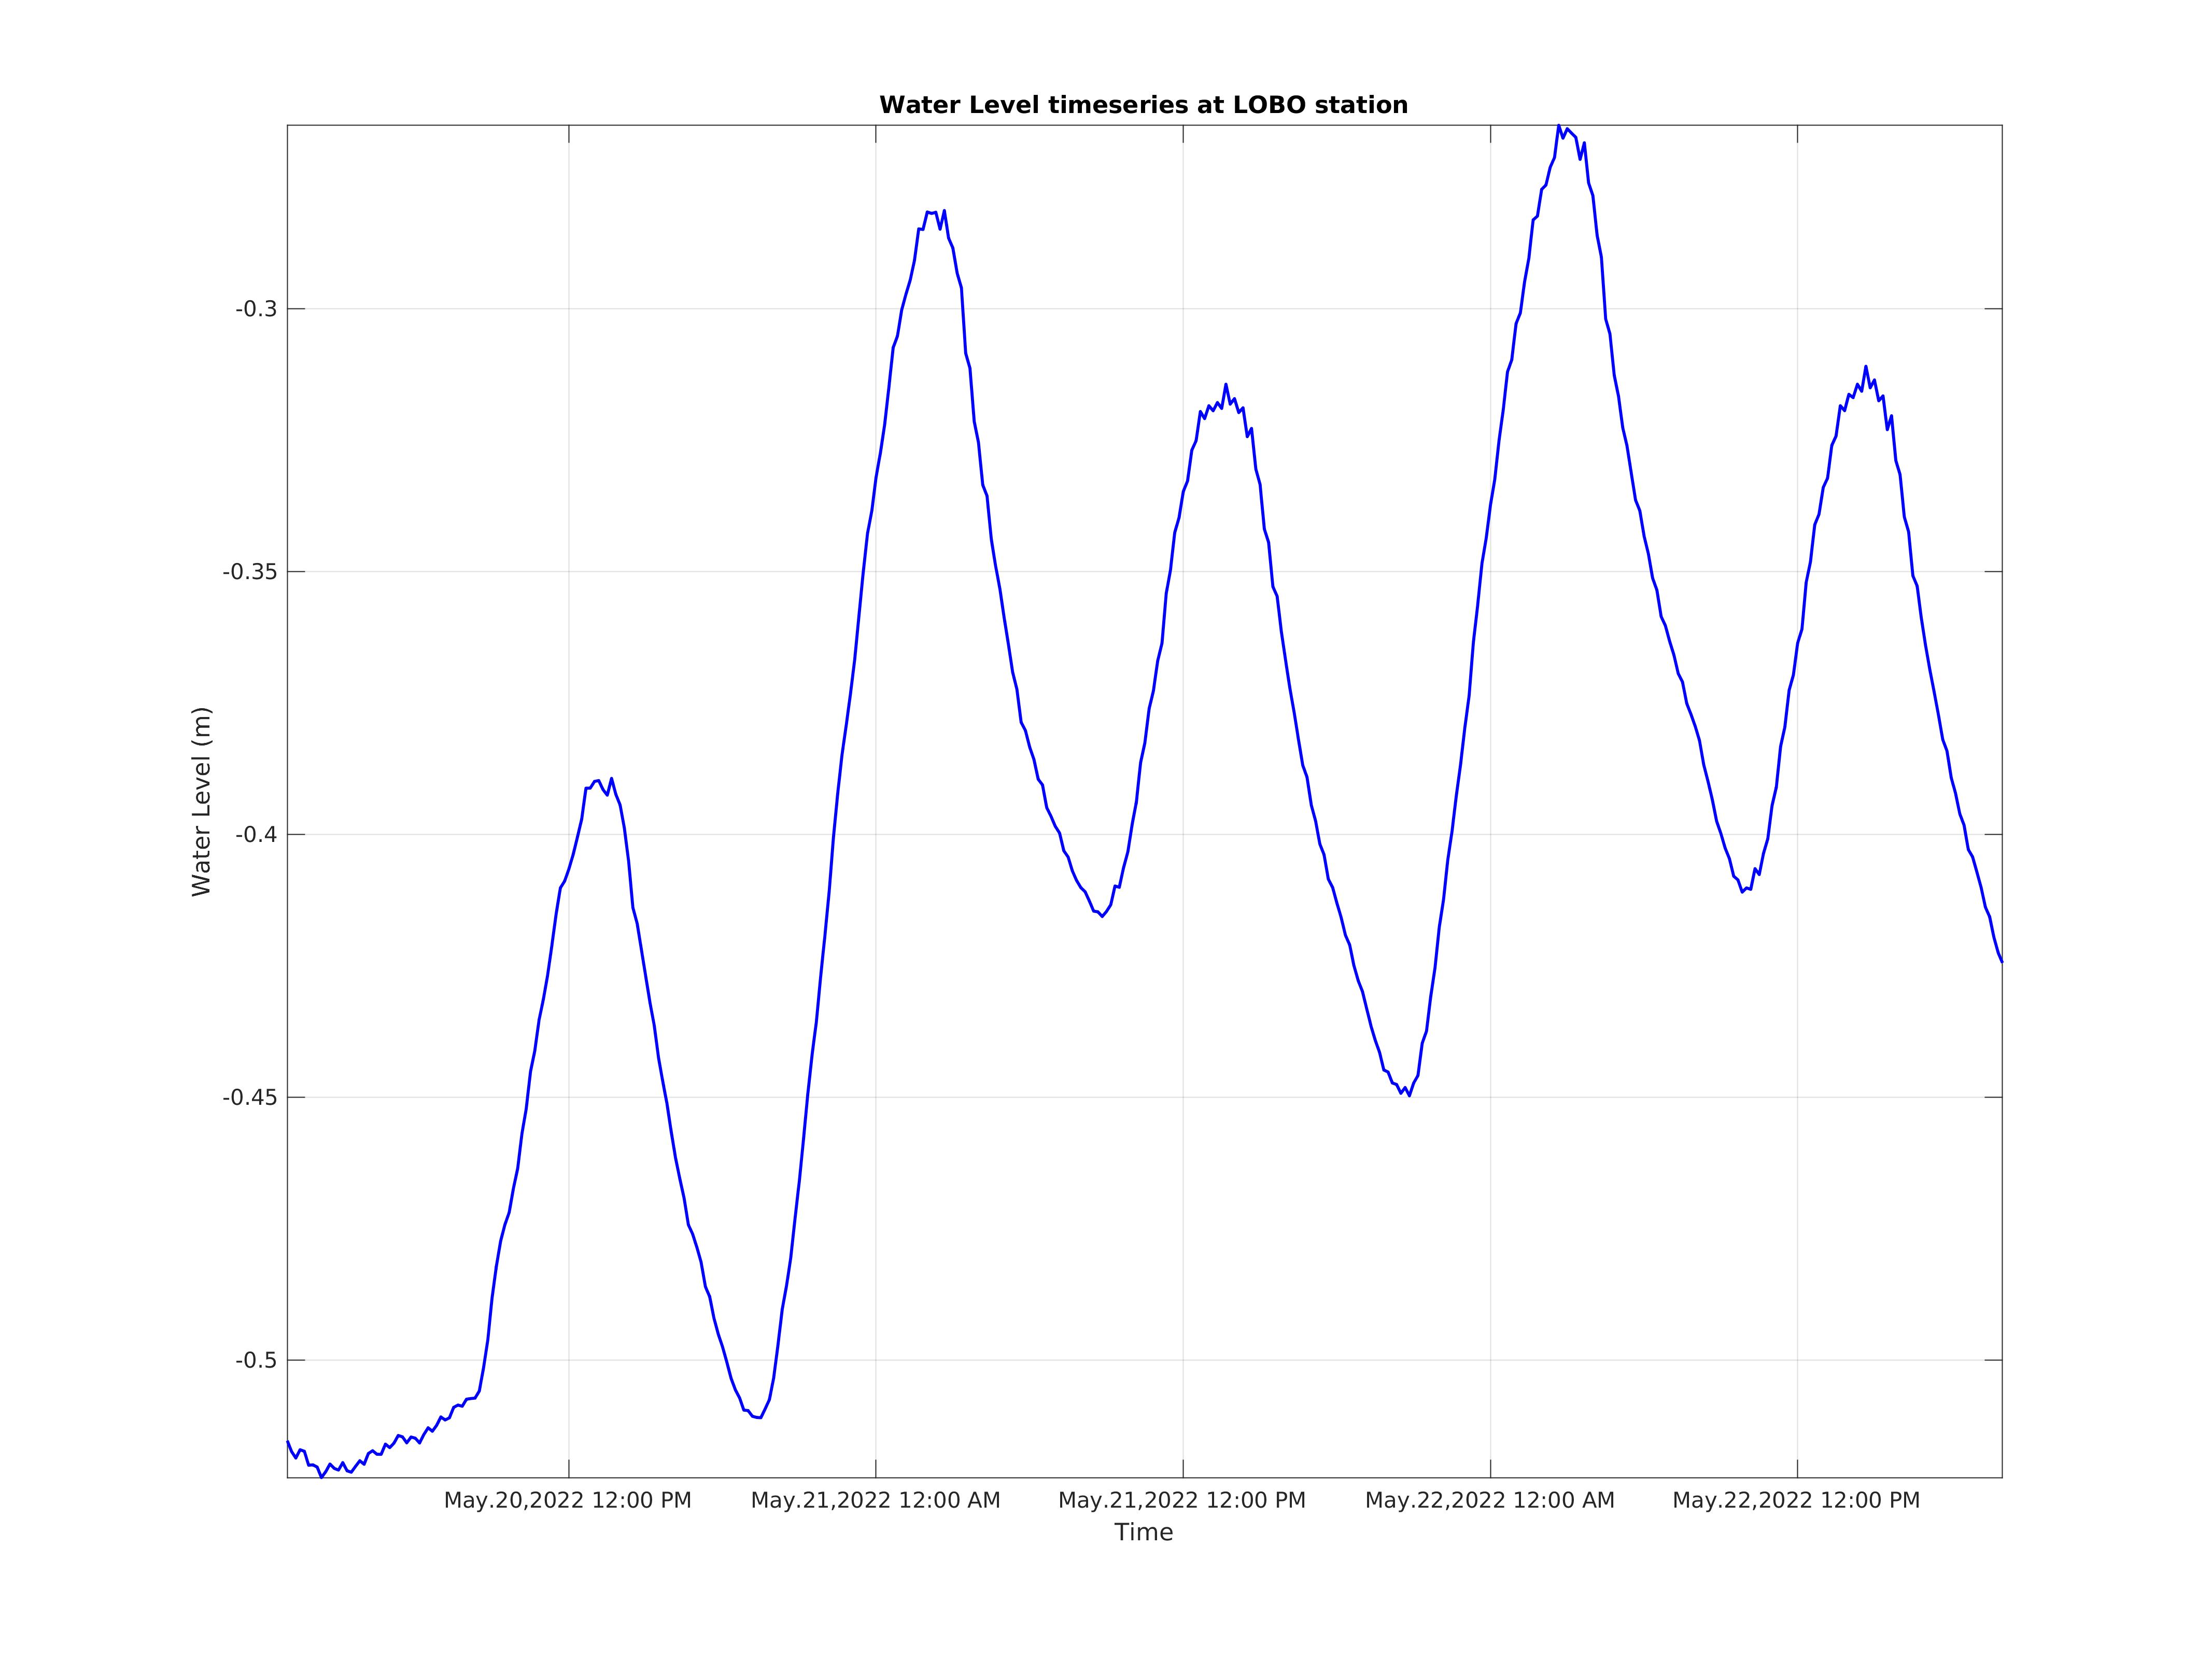 Water Level timeseries at LOBO station
-0.3
-0.35
-0.4
-0.45
-0.5
Water Level (m)
May.20,2022 12:00 PM
May.21,2022 12:00 AM
May.21,2022 12:00 PM
May.22,2022 12:00 AM
May.22,2022 12:00 PM
Time